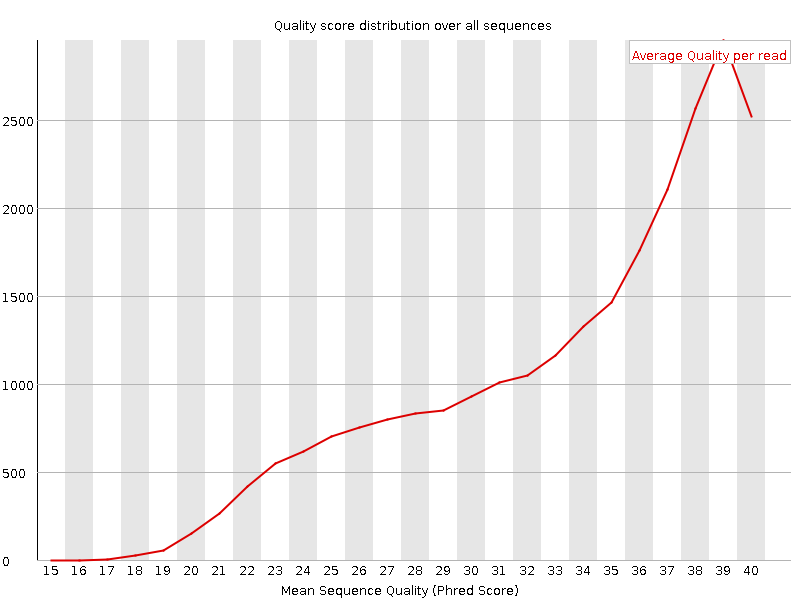 Quality score distribution over all sequences
Average Quality per read
2500
2000
1500
1000
500
0
15 16 17 18 19 20 21 22 23 24 25 26 27 28 29 30 31 32 33 34 35 36 37 38 39 40
Mean Sequence Quality (Phred Score)